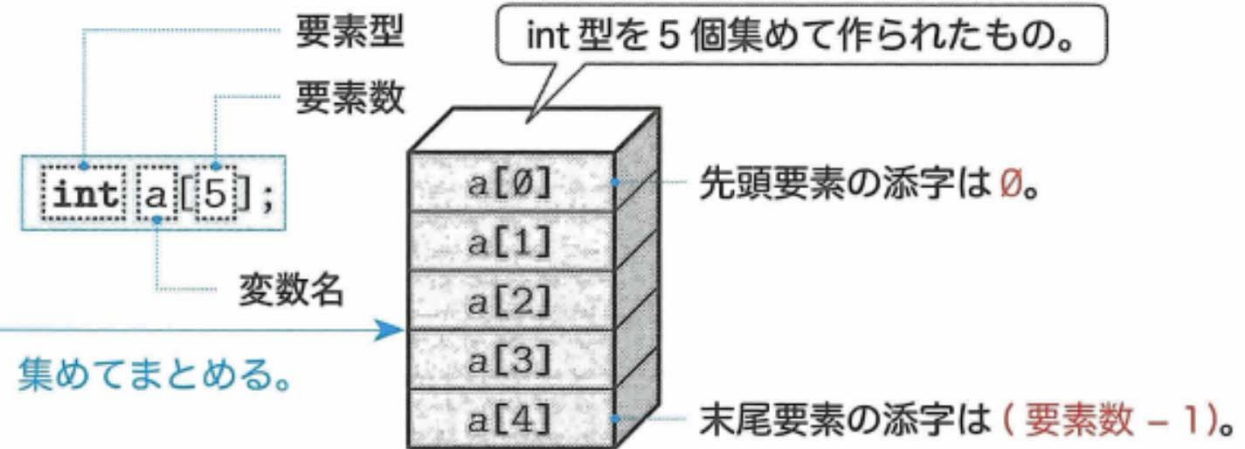 要素型
int型を5個集めて作られたもの。
要素数
int a[5];
a[0]
先頭要素の添字は0。
a[1]
変数名
a[2]
集めてまとめる。
a[3]
a[4]
末尾要素の添字は(要素数 − 1)。